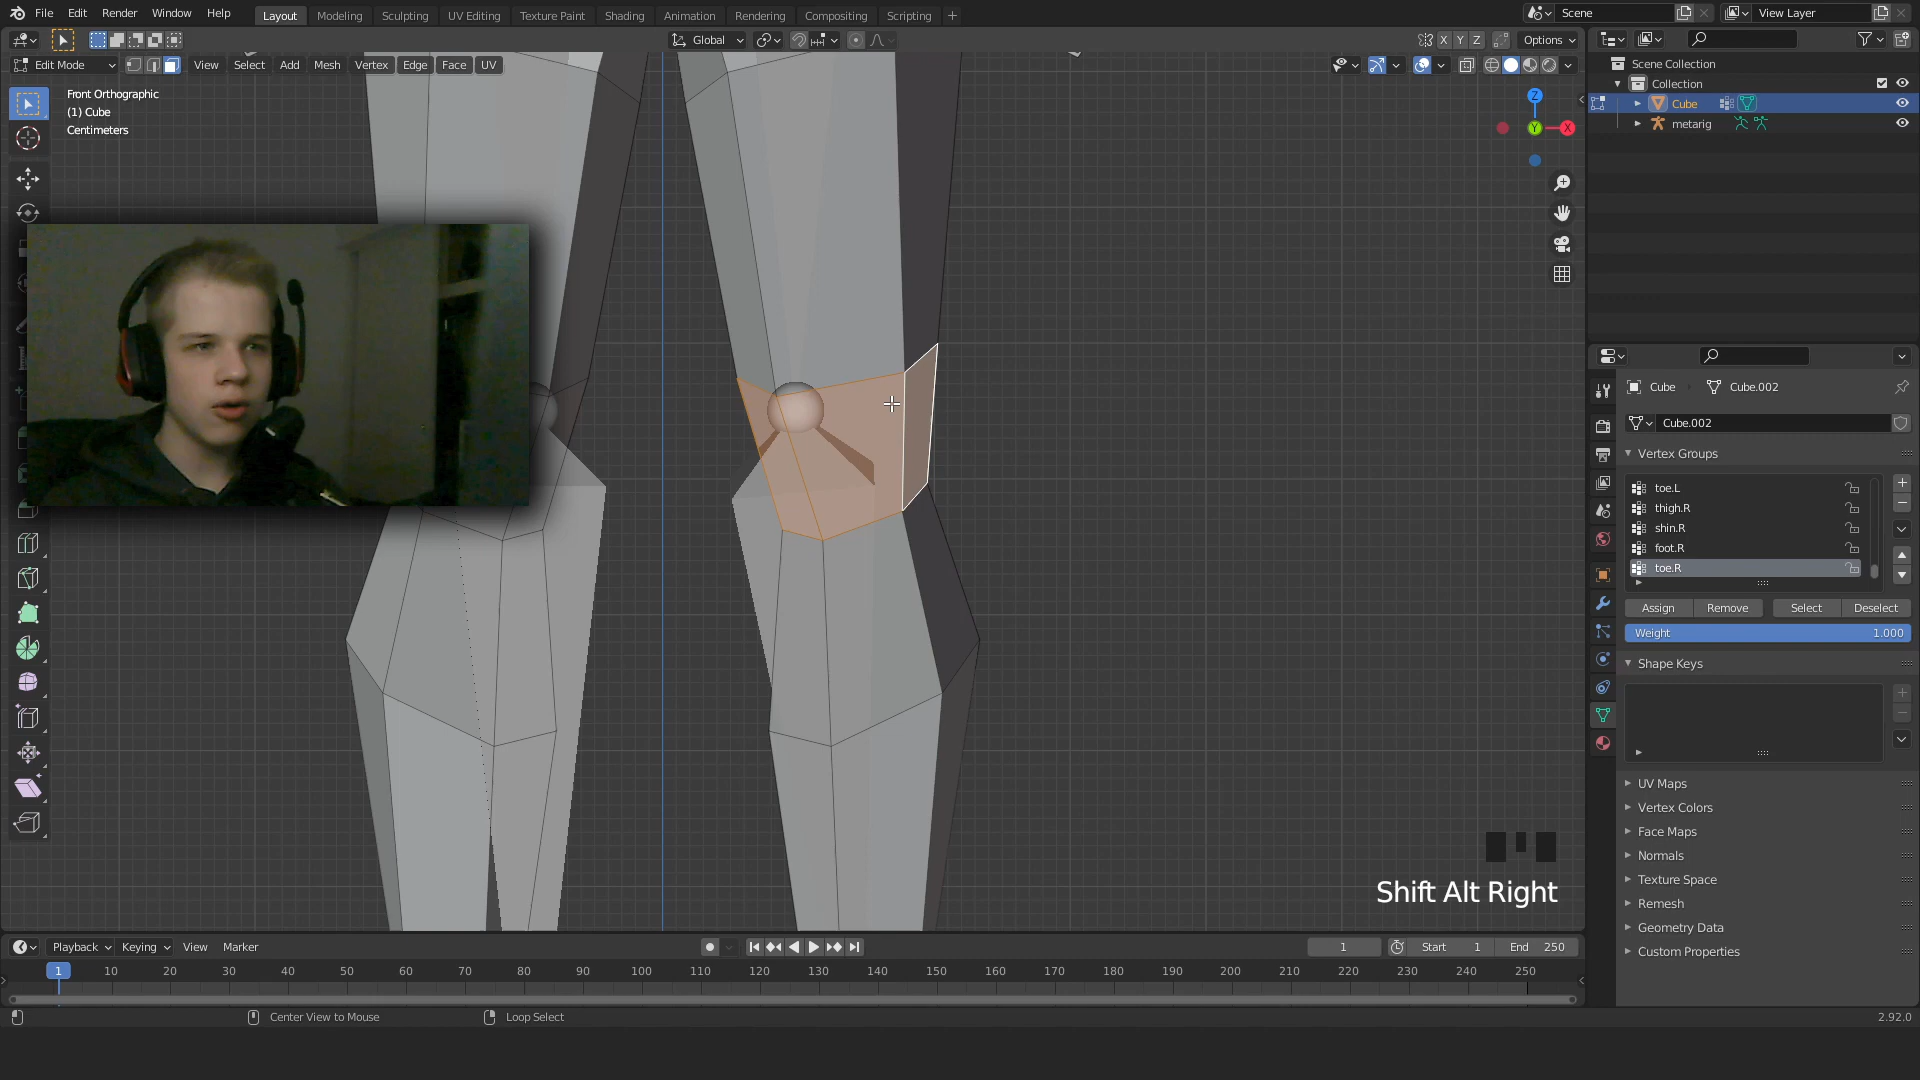 File Edit Render Window Help Layout Modeling Sculpting UV Editing Texture Paint Shading Animation Rendering Compositing Scripting + Scene View Layer
Global X Y Z Options
Edit Mode View Select Add Mesh Vertex Edge Face UV
Front Orthographic
(1) Cube
Centimeters
Z
Y
X
Scene Collection
Collection
Cube
metarig
Cube Cube.002
Cube.002
Vertex Groups
toe.L
thigh.R
shin.R
foot.R
toe.R
Assign Remove Select Deselect
Weight 1.000
Shape Keys
UV Maps
Vertex Colors
Face Maps
Normals
Texture Space
Remesh
Geometry Data
Custom Properties
Shift Alt Right
Playback Keying View Marker 1 Start 1 End 250
1 10 20 30 40 50 60 70 80 90 100 110 120 130 140 150 160 170 180 190 200 210 220 230 240 250
Center View to Mouse Loop Select 2.92.0